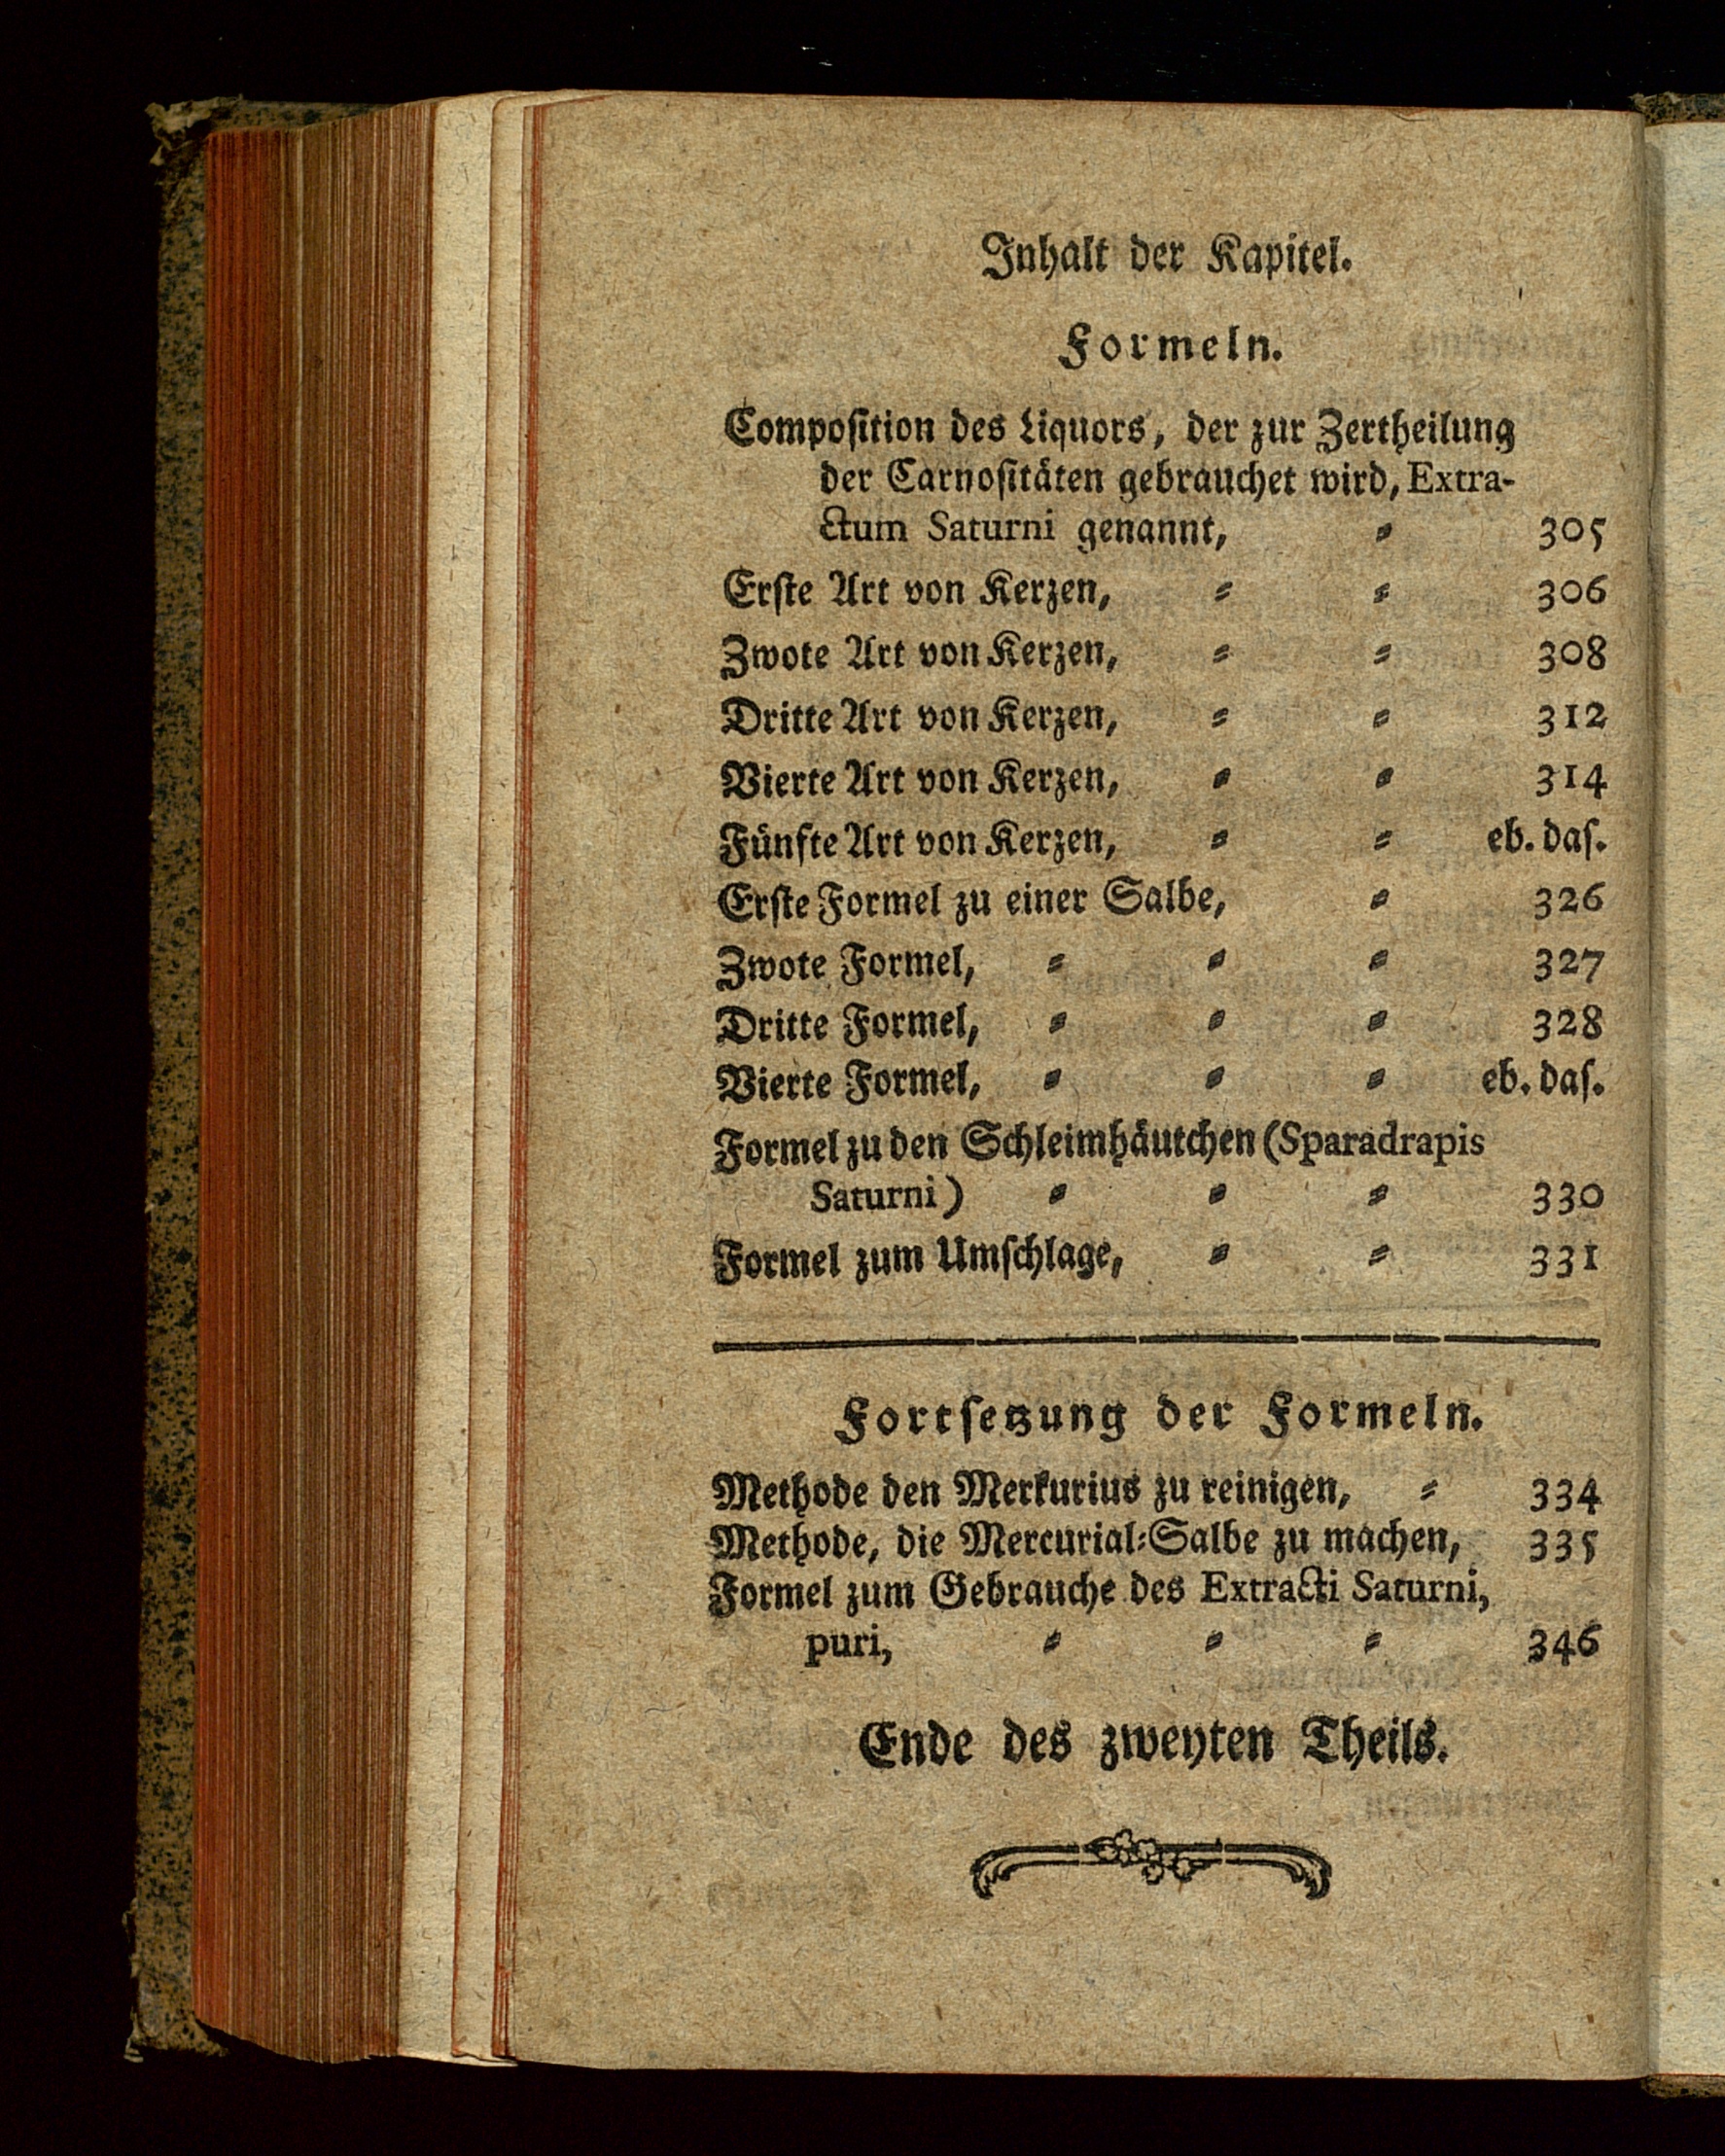 Inhalt der Kapitel.
Formeln.
Composition des Liquors, der zur Zertheilung
der Carnositäten gebrauchet wird, Extra-
ctum Saturni genannt, ⸗ 305
Erste Art von Kerzen, ⸗ ⸗ 306
Zwote Art von Kerzen, ⸗ ⸗ 308
Dritte Art von Kerzen, ⸗ ⸗ 312
Vierte Art von Kerzen, ⸗ ⸗ 314
Fünfte Art von Kerzen, ⸗ ⸗ eb. das.
Erste Formel zu einer Salbe, ⸗ 326
Zwote Formel, ⸗ ⸗ ⸗ 327
Dritte Formel, ⸗ ⸗ ⸗ 328
Vierte Formel, ⸗ ⸗ ⸗ eb. das.
Formel zu den Schleimhäutchen (Sparadrapis
Saturni) ⸗ ⸗ ⸗ 330
Formel zum Umschlage, ⸗ ⸗ 331
Fortsetzung der Formeln.
Methode den Merkurius zu reinigen, ⸗ 334
Methode, die Mercurial⸗Salbe zu machen, 335
Formel zum Gebrauche des Extracti Saturni,
puri, ⸗ ⸗ ⸗ 346
Ende des zweyten Theils.